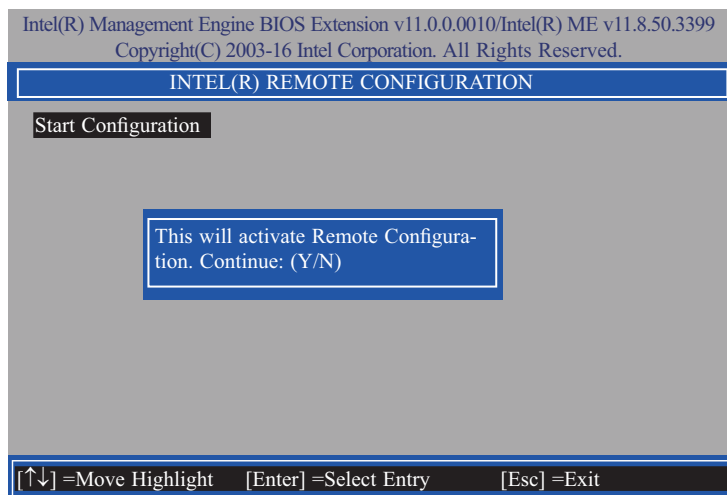 Intel(R) Management Engine BIOS Extension v11.0.0.0010/Intel(R) ME v11.8.50.3399
Copyright(C) 2003-16 Intel Corporation. All Rights Reserved.
INTEL(R) REMOTE CONFIGURATION
Start Configuration
This will activate Remote Configura-
tion. Continue: (Y/N)
[↑↓] =Move Highlight [Enter] =Select Entry [Esc] =Exit